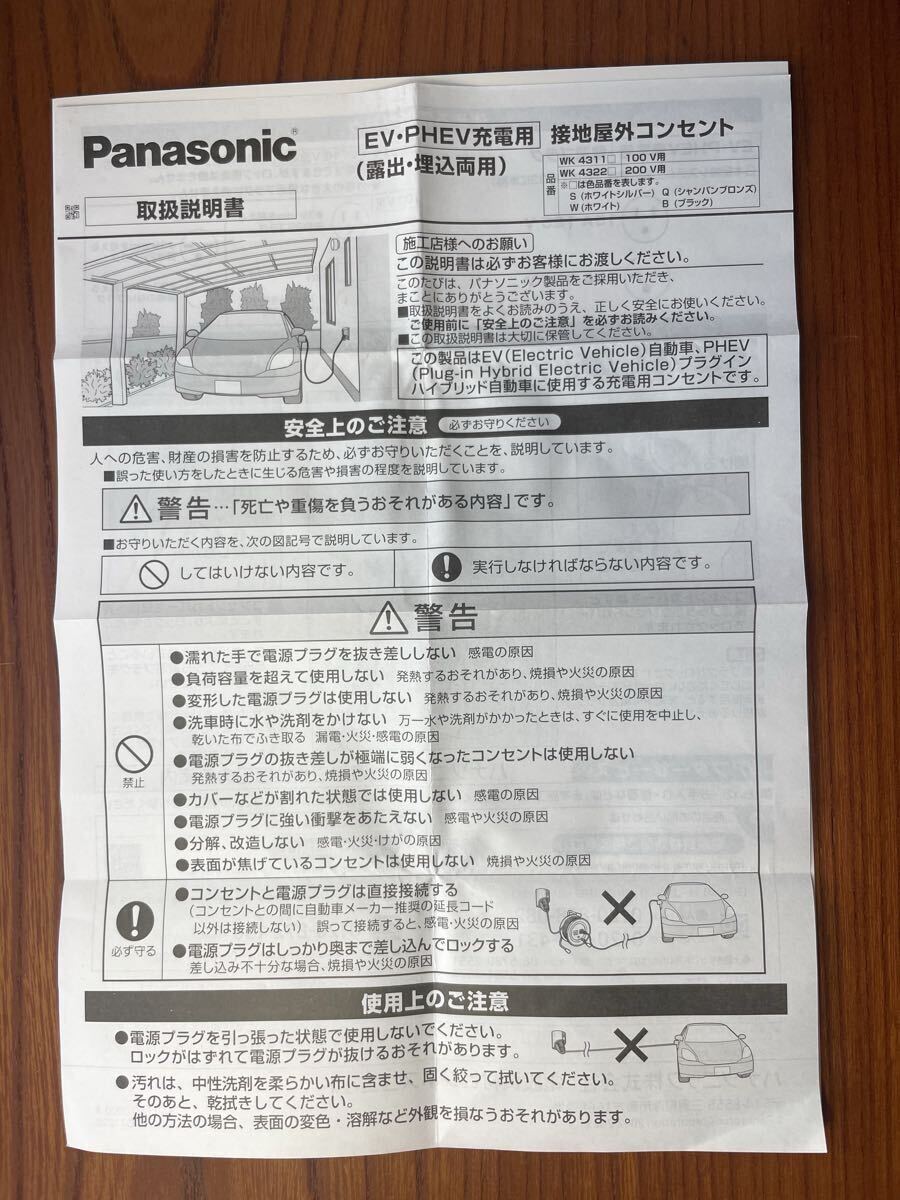 Panasonic®
EV・PHEV充電用 接地屋外コンセント
(露出・埋込両用)
品番
WK 4311□ 100 V用
WK 4322□ 200 V用
※□は色品番を表します。
S (ホワイトシルバー) Q (シャンパンブロンズ)
W (ホワイト) B (ブラック)
取扱説明書
施工店様へのお願い
この説明書は必ずお客様にお渡しください。
このたびは、パナソニック製品をご採用いただき、
まことにありがとうございます。
■取扱説明書をよくお読みのうえ、正しく安全にお使いください。
ご使用前に「安全上のご注意」を必ずお読みください。
■この取扱説明書は大切に保管してください。
この製品はEV(Electric Vehicle)自動車、PHEV
(Plug-in Hybrid Electric Vehicle)プラグイン
ハイブリッド自動車に使用する充電用コンセントです。
安全上のご注意 必ずお守りください
人への危害、財産の損害を防止するため、必ずお守りいただくことを、説明しています。
■誤った使い方をしたときに生じる危害や損害の程度を説明しています。
警告…「死亡や重傷を負うおそれがある内容」です。
■お守りいただく内容を、次の図記号で説明しています。
してはいけない内容です。
実行しなければならない内容です。
警告
禁止
●濡れた手で電源プラグを抜き差ししない 感電の原因
●負荷容量を超えて使用しない 発熱するおそれがあり、焼損や火災の原因
●変形した電源プラグは使用しない 発熱するおそれがあり、焼損や火災の原因
●洗車時に水や洗剤をかけない 万一水や洗剤がかかったときは、すぐに使用を中止し、
乾いた布でふき取る 漏電・火災・感電の原因
●電源プラグの抜き差しが極端に弱くなったコンセントは使用しない
発熱するおそれがあり、焼損や火災の原因
●カバーなどが割れた状態では使用しない 感電の原因
●電源プラグに強い衝撃をあたえない 感電や火災の原因
●分解、改造しない 感電・火災・けがの原因
●表面が焦げているコンセントは使用しない 焼損や火災の原因
必ず守る
●コンセントと電源プラグは直接接続する
(コンセントとの間に自動車メーカー推奨の延長コード
以外は接続しない) 誤って接続すると、感電・火災の原因
●電源プラグはしっかり奥まで差し込んでロックする
差し込み不十分な場合、焼損や火災の原因
使用上のご注意
●電源プラグを引っ張った状態で使用しないでください。
ロックがはずれて電源プラグが抜けるおそれがあります。
●汚れは、中性洗剤を柔らかい布に含ませ、固く絞って拭いてください。
そのあと、乾拭きしてください。
他の方法の場合、表面の変色・溶解など外観を損なうおそれがあります。